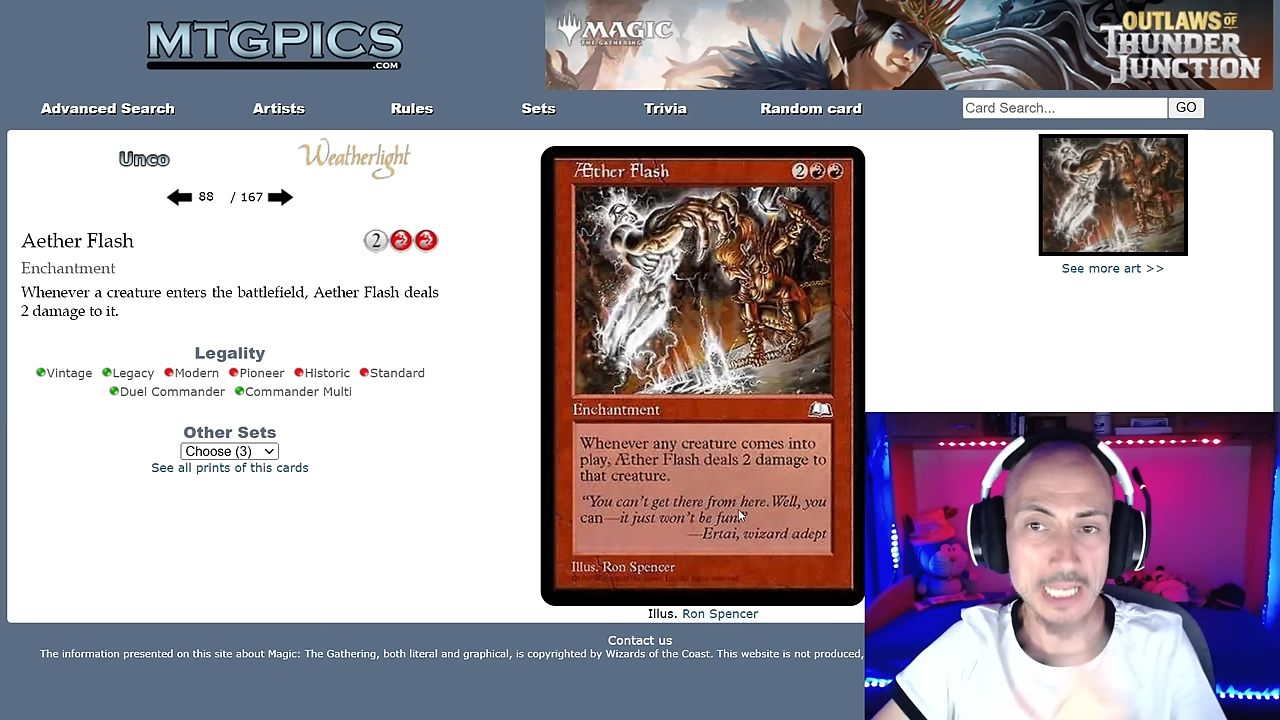 MTGPICS
.COM
MAGIC
THE GATHERING
OUTLAWS OF
THUNDER
JUNCTION
Advanced Search
Artists
Rules
Sets
Trivia
Random card
Card Search...
GO
Unco
Weatherlight
88 / 167
Aether Flash
2
Enchantment
Whenever a creature enters the battlefield, Aether Flash deals
2 damage to it.
Legality
Vintage Legacy Modern Pioneer Historic Standard
Duel Commander Commander Multi
Other Sets
Choose (3)
See all prints of this cards
Æther Flash
2
Enchantment
Whenever any creature comes into
play, Æther Flash deals 2 damage to
that creature.
“You can’t get there from here. Well, you
can—it just won’t be fun.”
—Ertai, wizard adept
Illus. Ron Spencer
Illus. Ron Spencer
See more art >>
Contact us
The information presented on this site about Magic: The Gathering, both literal and graphical, is copyrighted by Wizards of the Coast. This website is not produced,